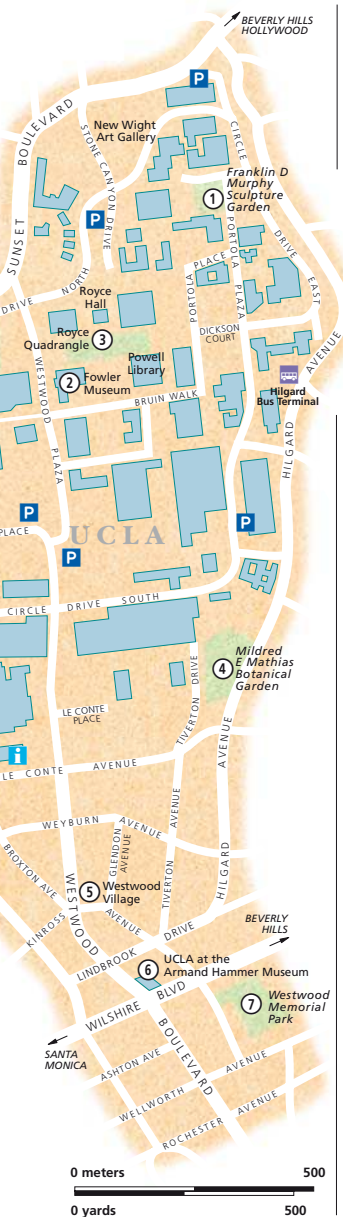 BEVERLY HILLS
HOLLYWOOD
P
SUNSET BOULEVARD
STONE CANYON DRIVE
New Wight
Art Gallery
CIRCLE DRIVE EAST
1
Franklin D
Murphy
Sculpture
Garden
P
PORTOLA PLAZA
PORTOLA PLACE
DRIVE NORTH
Royce
Hall
Royce
Quadrangle
3
DICKSON
COURT
Powell
Library
2
Fowler
Museum
WESTWOOD PLAZA
BRUIN WALK
Hilgard
Bus Terminal
HILGARD AVENUE
P
P
PLACE
UCLA
P
CIRCLE DRIVE SOUTH
4
Mildred
E Mathias
Botanical
Garden
TIVERTON DRIVE
LE CONTE
PLACE
i
LE CONTE AVENUE
HILGARD AVENUE
WEYBURN AVENUE
GLENDON
AVENUE
TIVERTON AVENUE
BROXTON AVE
5
Westwood
Village
KINROSS AVENUE
WESTWOOD BOULEVARD
LINDBROOK DRIVE
BEVERLY
HILLS
6
UCLA at the
Armand Hammer Museum
WILSHIRE BLVD
7
Westwood
Memorial
Park
SANTA
MONICA
ASHTON AVE
WELLWORTH AVENUE
ROCHESTER AVENUE
0 meters 500
0 yards 500